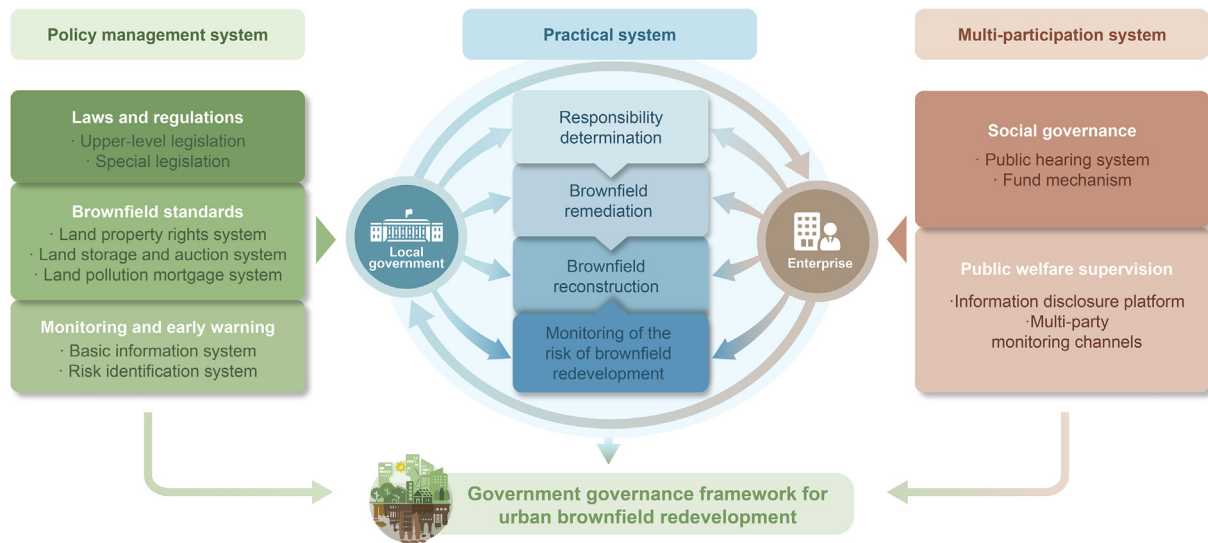 Policy management system
Laws and regulations
· Upper-level legislation
· Special legislation
Brownfield standards
· Land property rights system
· Land storage and auction system
· Land pollution mortgage system
Monitoring and early warning
· Basic information system
· Risk identification system
Practical system
Local
government
Responsibility
determination
Brownfield
remediation
Brownfield
reconstruction
Monitoring of the
risk of brownfield
redevelopment
Enterprise
Multi-participation system
Social governance
· Public hearing system
· Fund mechanism
Public welfare supervision
· Information disclosure platform
· Multi-party
monitoring channels
Government governance framework for
urban brownfield redevelopment